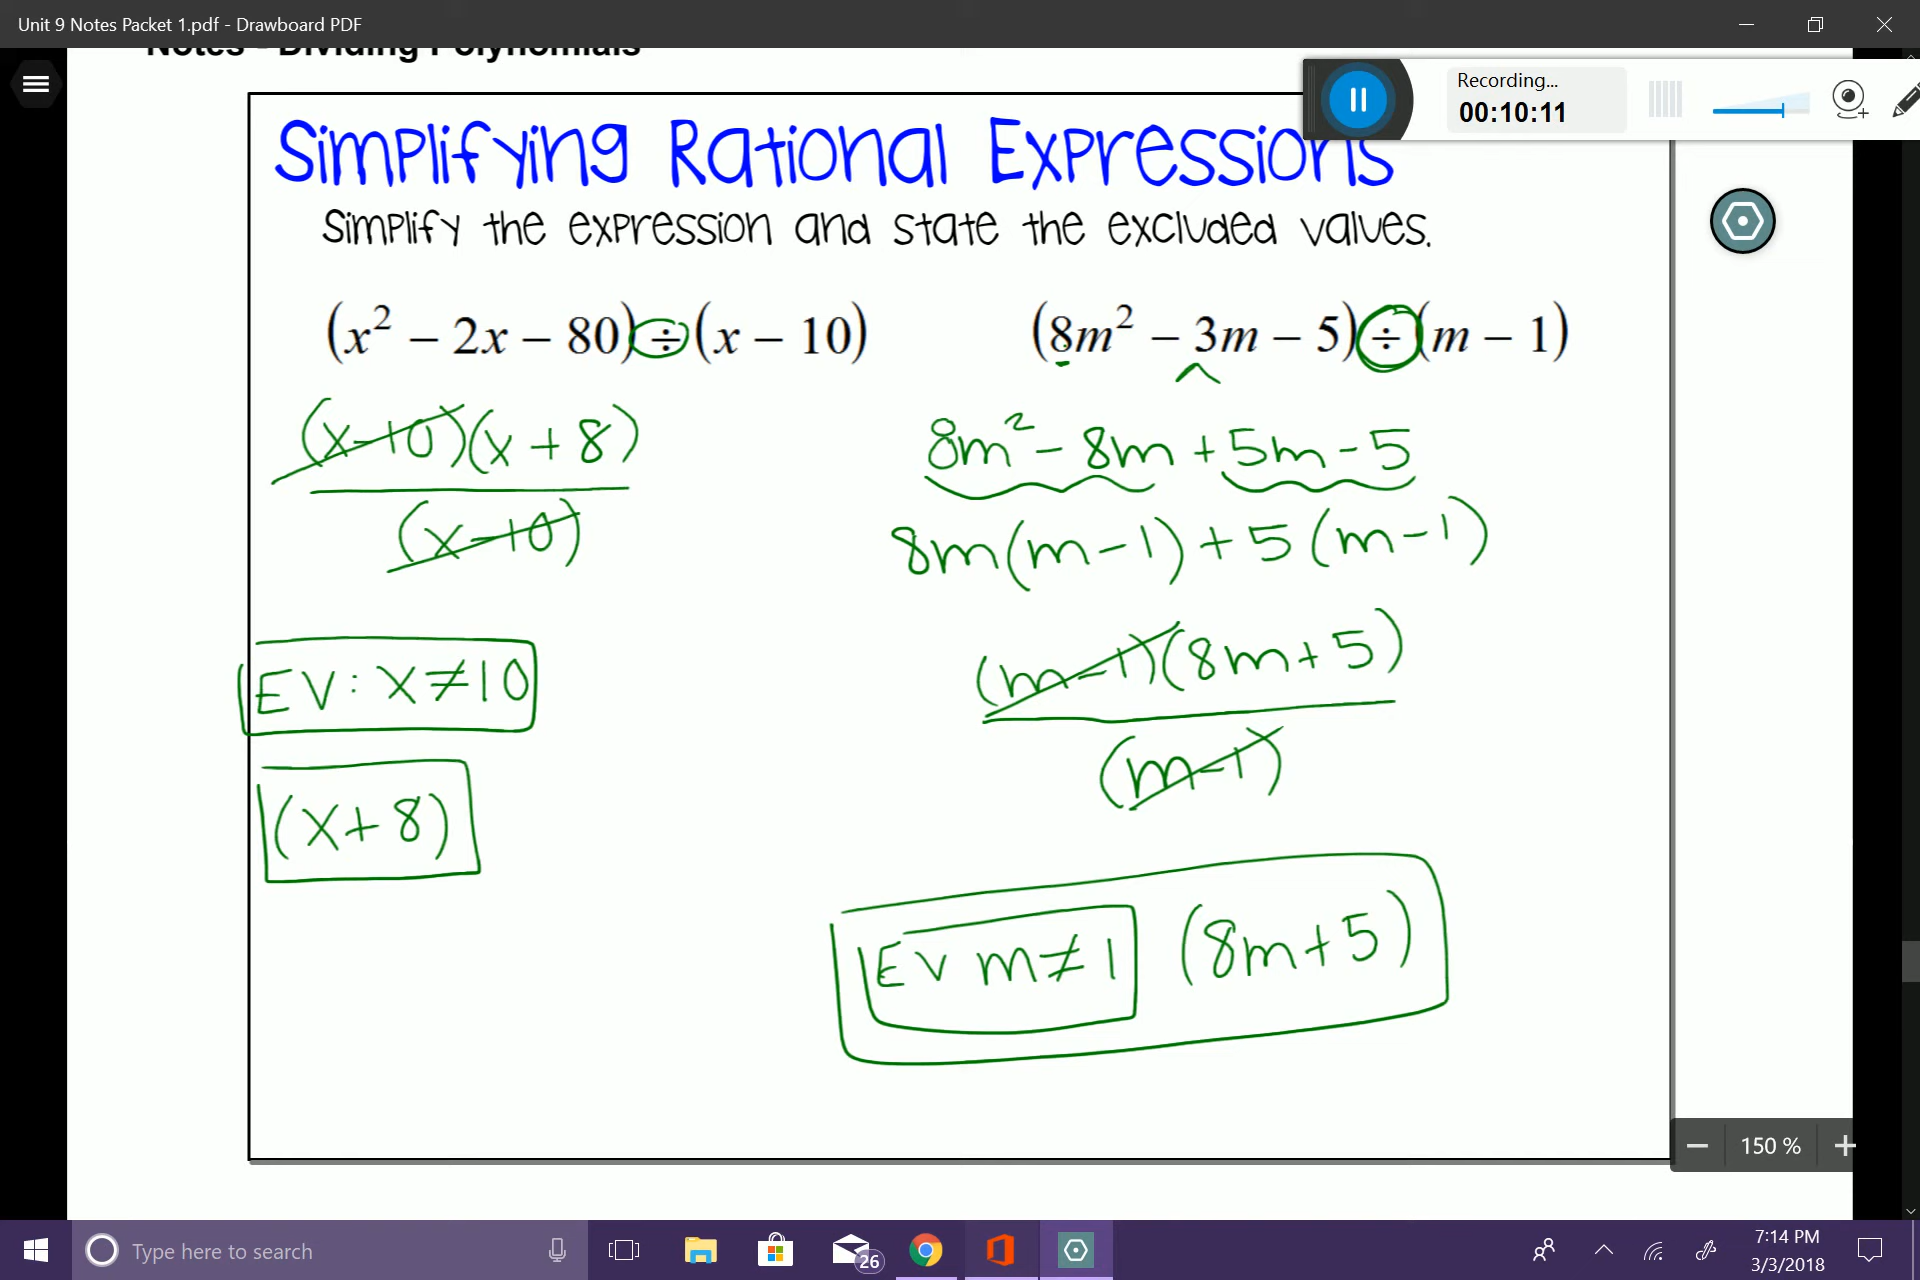 Unit 9 Notes Packet 1.pdf - Drawboard PDF
Notes - Dividing Polynomials
Recording...
00:10:11
Simplifying Rational Expressions
Simplify the expression and state the excluded values.
(x² − 2x − 80) ÷ (x − 10)
(x-10)(x+8)
(x-10)
EV: x≠10
(x+8)
(8m² − 3m − 5) ÷ (m − 1)
8m² - 8m + 5m - 5
8m(m-1) + 5(m-1)
(m-1)(8m+5)
(m-1)
EV m≠1 (8m+5)
150 %
Type here to search
26
7:14 PM
3/3/2018